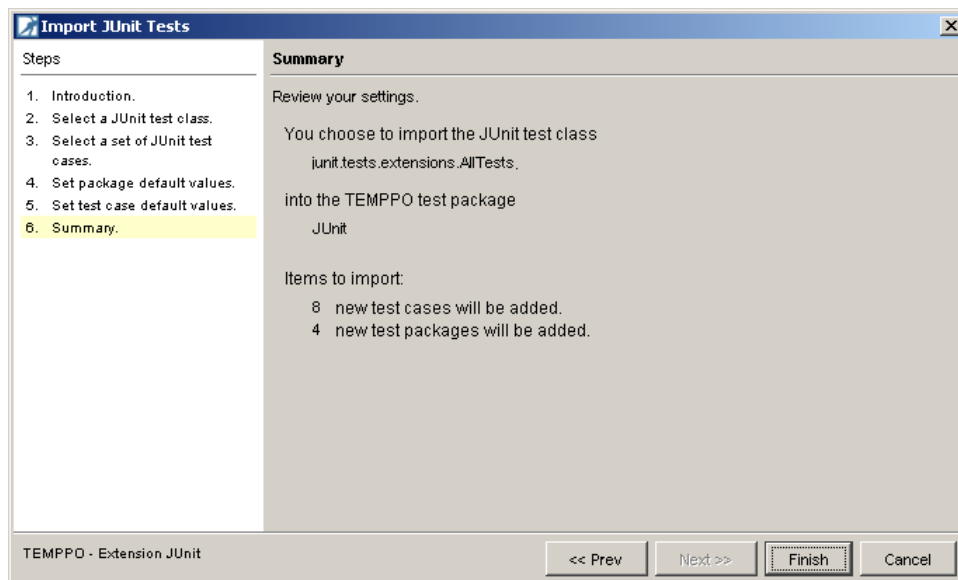 Import JUnit Tests
Steps
1. Introduction.
2. Select a JUnit test class.
3. Select a set of JUnit test
cases.
4. Set package default values.
5. Set test case default values.
6. Summary.
Summary
Review your settings.
You choose to import the JUnit test class
junit.tests.extensions.AllTests.
into the TEMPPO test package
JUnit
Items to import:
8 new test cases will be added.
4 new test packages will be added.
TEMPPO - Extension JUnit
<< Prev
Next >>
Finish
Cancel